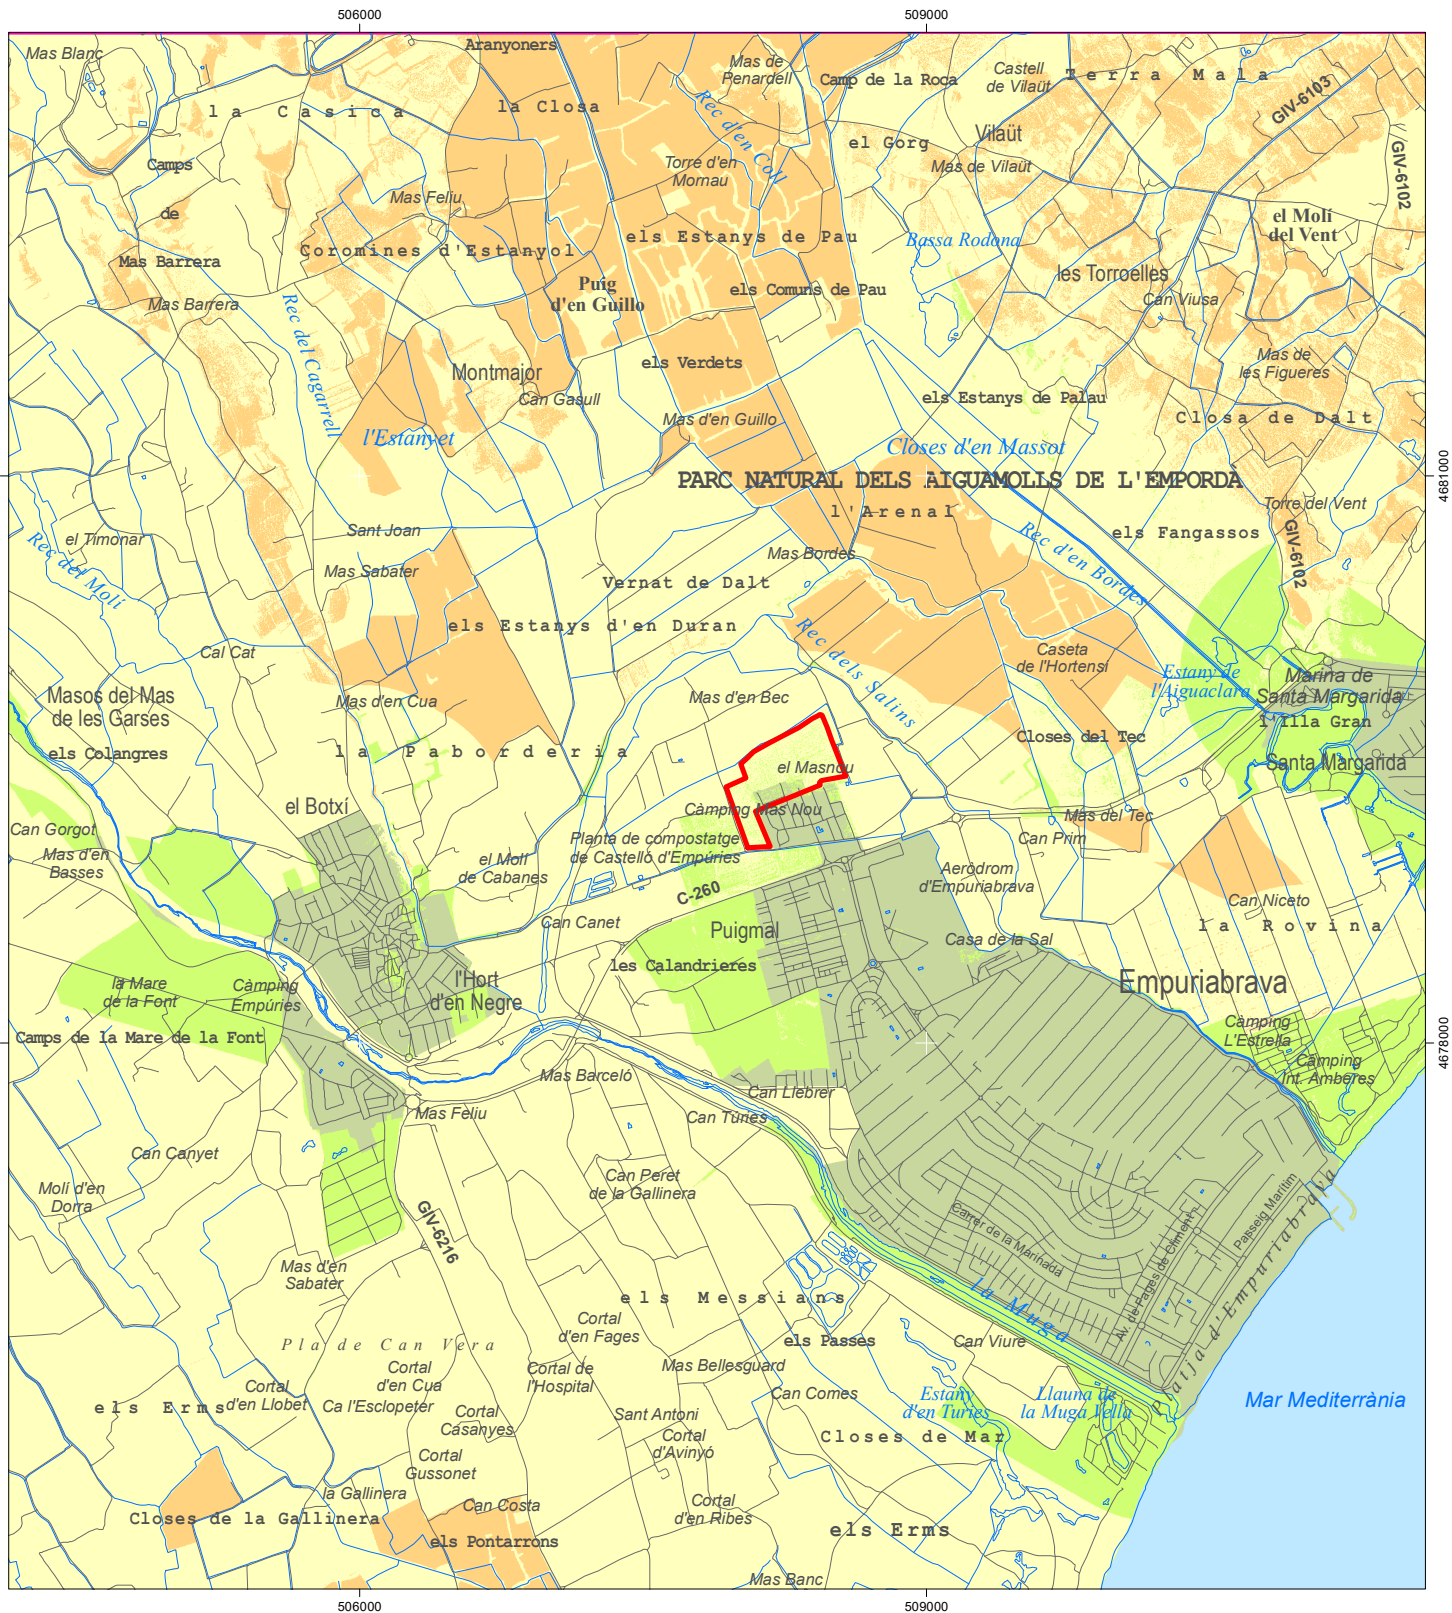 506000
509000
Mas Blanc
Aranyoners
Mas de
Penardell
Camp de la Roca
Castell
de Vilaüt
Terra Mala
GIV-6103
la Casica
la Closa
Rec d'en Coll
el Gorg
Vilaüt
Mas de Vilaüt
GIV-6102
Camps
de
Mas Barrera
Torre d'en
Mornau
Mas Feliu
Coromines d'Estanyol
els Estanys de Pau
Bassa Rodona
el Molí
del Vent
les Torroelles
Can Viusa
Mas Barrera
Puig
d'en Guillo
els Comuns de Pau
Rec del Cagarrell
Montmajor
els Verdets
Mas de
les Figueres
Can Gasull
els Estanys de Palau
Mas d'en Guillo
Closa de Dalt
l'Estanyet
Closes d'en Massot
PARC NATURAL DELS AIGUAMOLLS DE L'EMPORDÀ
4681000
l'Arenal
Torre del Vent
Sant Joan
el Timonar
Rec d'en Bordes
els Fangassos
GIV-6102
Mas Bordes
Rec del Molí
Mas Sabater
Vernat de Dalt
els Estanys d'en Duran
Rec dels Salins
Cal Cat
Caseta
de l'Hortensi
Estany de
l'Aiguaclara
Marina de
Santa Margarida
Masos del Mas
de les Garses
Mas d'en Cua
Mas d'en Bec
l'Illa Gran
els Colangres
la Paborderia
Closes del Tec
el Masnou
Santa Margarida
el Botxí
Càmping Mas Nou
Mas del Tec
Can Gorgot
Planta de compostatge
de Castelló d'Empúries
Can Prim
Mas d'en
Basses
el Molí
de Cabanes
Aeròdrom
d'Empuriabrava
C-260
Can Niceto
Can Canet
Puigmal
la Rovina
Casa de la Sal
les Calandrieres
la Mare
de la Font
Càmping
Empúries
l'Hort
d'en Negre
Empuriabrava
Camps de la Mare de la Font
Càmping
L'Estrella
4678000
Càmping
Int. Amberes
Mas Barceló
Can Llebrer
Mas Feliu
Can Túries
Can Canyet
Can Peret
de la Gallinera
Molí d'en
Dorra
GIV-6216
Carrer de la Marinada
Passeig Marítim
Av. de Fages de Climent
Platja d'Empuriabrava
Mas d'en
Sabater
els Messians
la Muga
Cortal
d'en Fages
els Passes
Can Viure
Pla de Can Vera
Cortal
d'en Cua
Cortal de
l'Hospital
Mas Bellesguard
Cortal
d'en Llobet
Can Comes
Estany
d'en Turies
Llauna de
la Muga Vella
Mar Mediterrània
els Erms
Ca l'Esclopeter
Cortal
Casanyes
Sant Antoni
Cortal
d'Avinyó
Closes de Mar
Cortal
Gussonet
la Gallinera
Can Costa
Cortal
d'en Ribes
Closes de la Gallinera
els Erms
els Pontarrons
Mas Banc
506000
509000